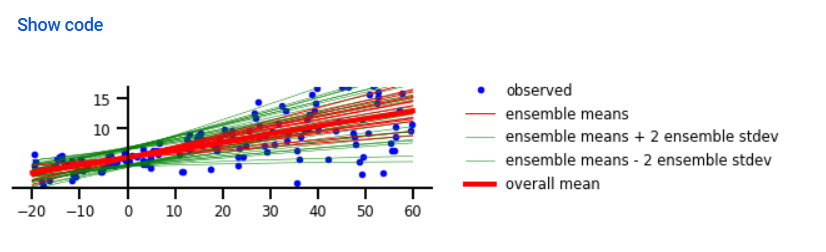 Show code
15
10
−20 −10 0 10 20 30 40 50 60
observed
ensemble means
ensemble means + 2 ensemble stdev
ensemble means - 2 ensemble stdev
overall mean